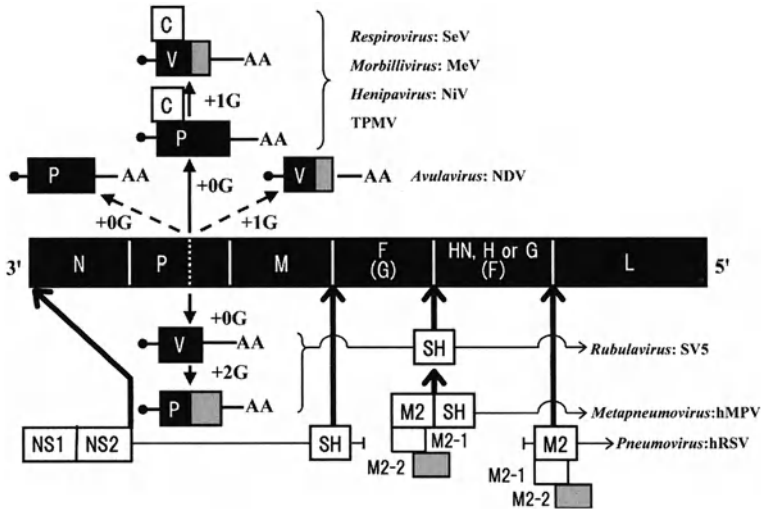 C
V
AA
+1G
C
P
AA
Respirovirus: SeV
Morbillivirus: MeV
Henipavirus: NiV
TPMV
P
AA
+0G
+0G
+1G
V
AA
Avulavirus: NDV
3'
N
P
M
F
(G)
HN, H or G
(F)
L
5'
+0G
V
AA
+2G
P
AA
SH
Rubulavirus: SV5
M2
SH
Metapneumovirus:hMPV
M2-1
M2-2
NS1
NS2
SH
M2
Pneumovirus:hRSV
M2-1
M2-2